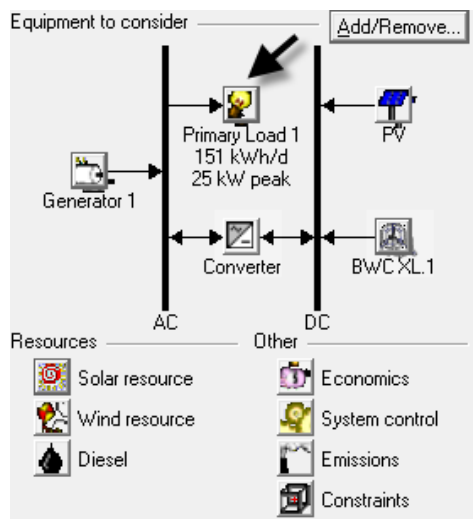 Equipment to consider
Add/Remove...
Primary Load 1
151 kWh/d
25 kW peak
PV
Generator 1
Converter
BWC XL.1
AC
DC
Resources
Other
Solar resource
Economics
Wind resource
System control
Diesel
Emissions
Constraints